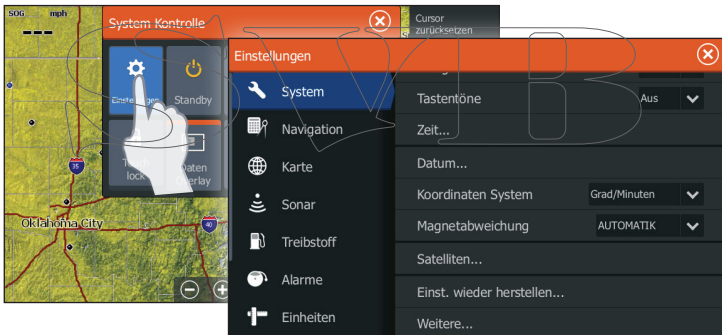 SOG mph
---
System Kontrolle
Cursor
zurücksetzen
Einstellungen
Standby
Touch
lock
Daten
Overlay
35
Oklahoma City
40
Einstellungen
System
Navigation
Karte
Sonar
Treibstoff
Alarme
Einheiten
Tastentöne Aus
Zeit...
Datum...
Koordinaten System Grad/Minuten
Magnetabweichung AUTOMATIK
Satelliten...
Einst. wieder herstellen...
Weitere...